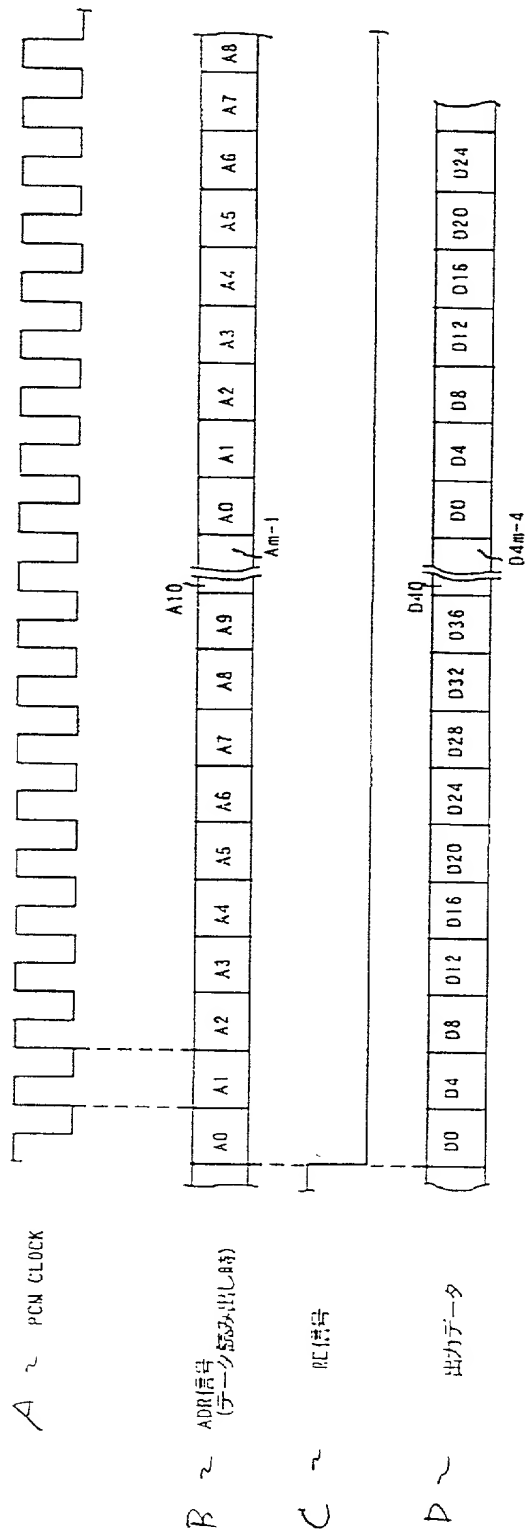 A ~ PCM CLOCK
B ~ ADR信号
(データ読み出し時)
A0 A1 A2 A3 A4 A5 A6 A7 A8 A9 A10 Am-1 A0 A1 A2 A3 A4 A5 A6 A7 A8
C ~ RE信号
D ~ 出力データ
D0 D4 D8 D12 D16 D20 D24 D28 D32 D36 D40 D4m-4 D0 D4 D8 D12 D16 D20 D24